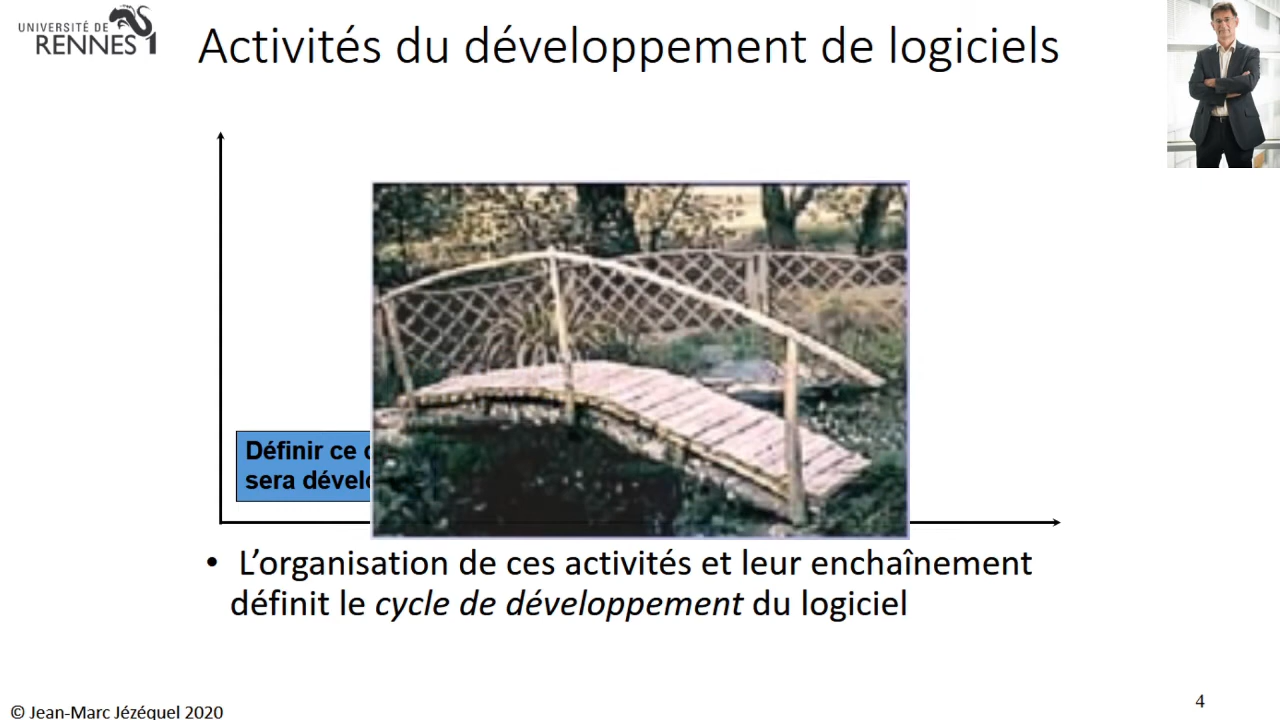 UNIVERSITÉ DE
RENNES 1
Activités du développement de logiciels
Définir ce
sera dével
• L’organisation de ces activités et leur enchaînement
définit le cycle de développement du logiciel
© Jean-Marc Jézéquel 2020
4